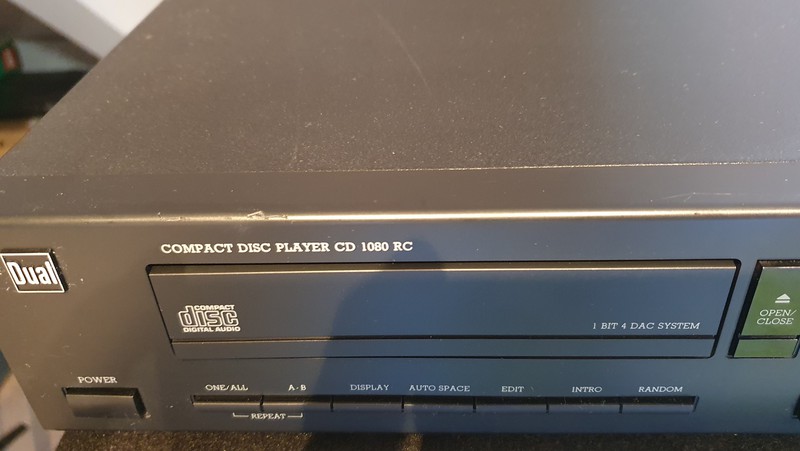 Dual
COMPACT DISC PLAYER CD 1080 RC
COMPACT
disc
DIGITAL AUDIO
1 BIT 4 DAC SYSTEM
OPEN/
CLOSE
POWER
ONE/ALL A-B DISPLAY AUTO SPACE EDIT INTRO RANDOM
REPEAT